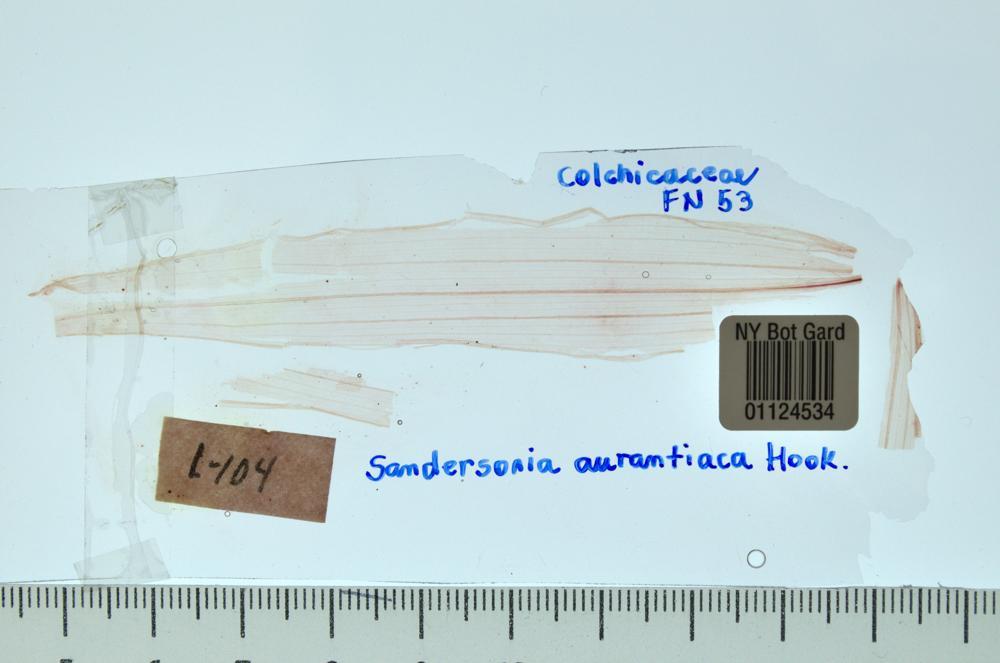 Colchicaceae
FN 53
NY Bot Gard
01124534
L-104
Sandersonia aurantiaca Hook.